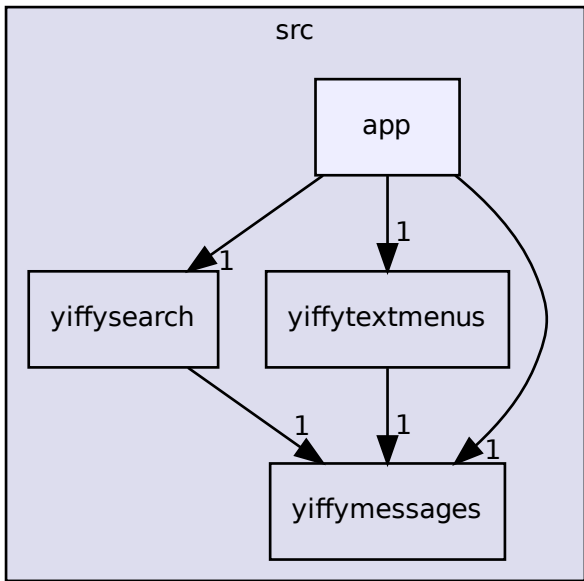 src
app
1
1
yiffysearch
yiffytextmenus
1
1
1
yiffymessages